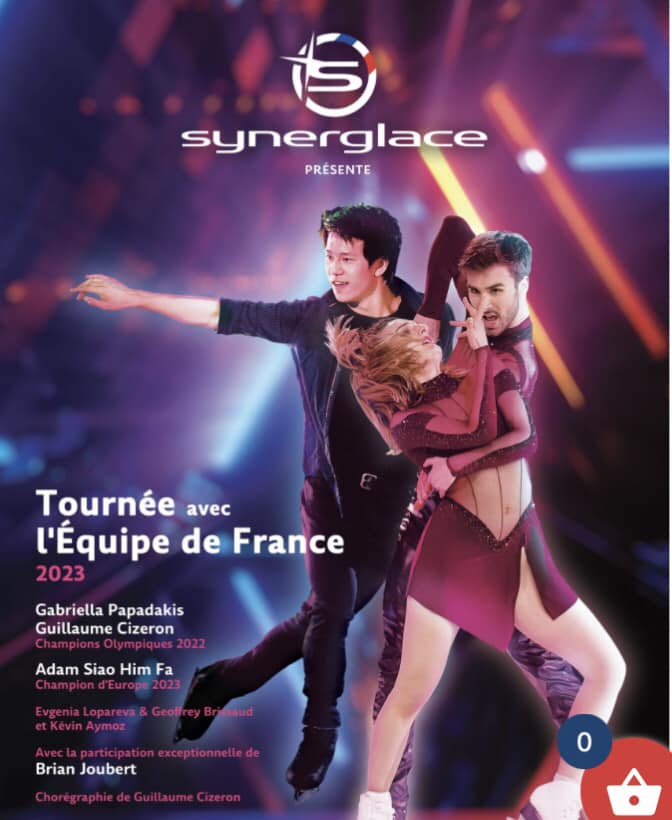 S
synerglace
PRÉSENTE
Tournée avec
l'Équipe de France
2023
Gabriella Papadakis
Guillaume Cizeron
Champions Olympiques 2022
Adam Siao Him Fa
Champion d'Europe 2023
Evgenia Lopareva & Geoffrey Brissaud
et Kévin Aymoz
Avec la participation exceptionnelle de
Brian Joubert
Chorégraphie de Guillaume Cizeron
0